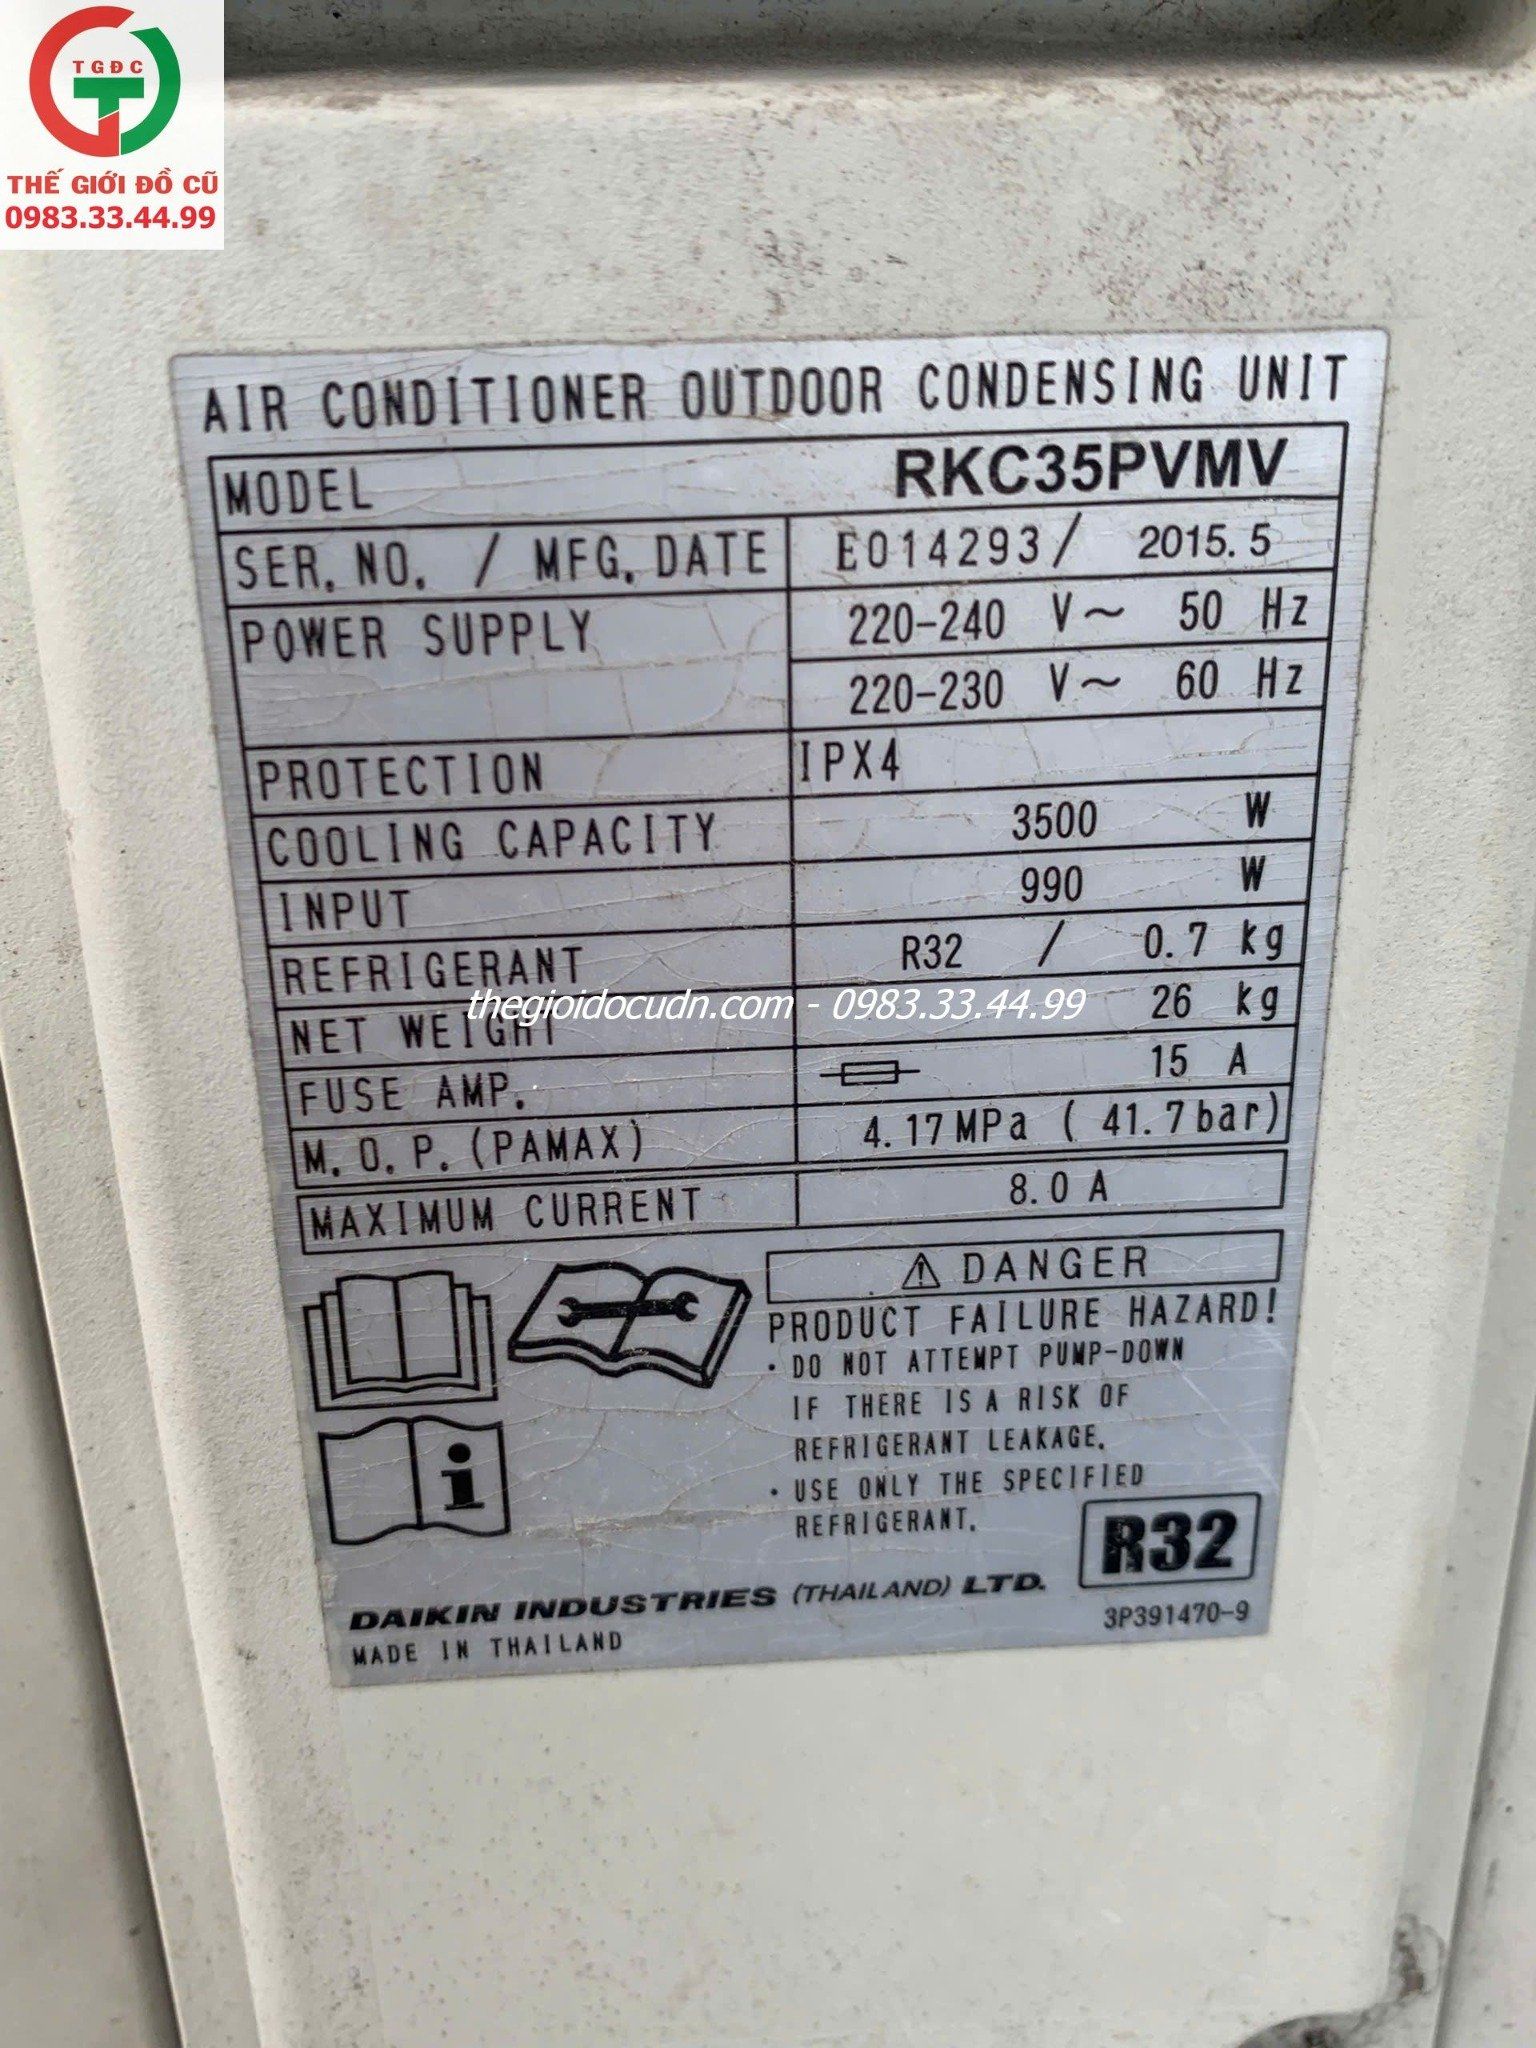 TGĐC
THẾ GIỚI ĐỒ CŨ
0983.33.44.99
AIR CONDITIONER OUTDOOR CONDENSING UNIT
MODEL RKC35PVMV
SER. NO. / MFG. DATE E014293 / 2015. 5
POWER SUPPLY 220-240 V~ 50 Hz
220-230 V~ 60 Hz
PROTECTION IPX4
COOLING CAPACITY 3500 W
INPUT 990 W
REFRIGERANT R32 / 0.7 kg
thegioidocudn.com - 0983.33.44.99
NET WEIGHT 26 kg
FUSE AMP. 15 A
M. O. P. (PAMAX) 4.17MPa ( 41.7bar)
MAXIMUM CURRENT 8.0 A
⚠ DANGER
PRODUCT FAILURE HAZARD!
・DO NOT ATTEMPT PUMP-DOWN
IF THERE IS A RISK OF
REFRIGERANT LEAKAGE.
・USE ONLY THE SPECIFIED
REFRIGERANT.
R32
DAIKIN INDUSTRIES (THAILAND) LTD.
MADE IN THAILAND
3P391470-9